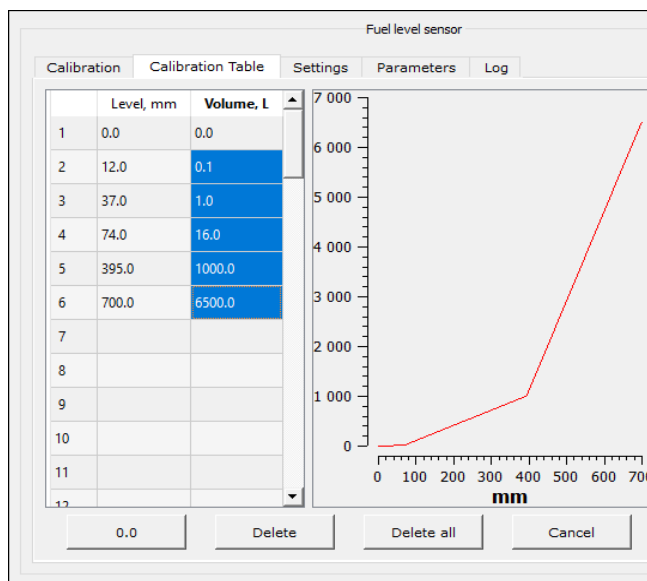 Fuel level sensor
Calibration Calibration Table Settings Parameters Log
Level, mm Volume, L
1 0.0 0.0
2 12.0 0.1
3 37.0 1.0
4 74.0 16.0
5 395.0 1000.0
6 700.0 6500.0
7
8
9
10
11
12
7 000
6 000
5 000
4 000
3 000
2 000
1 000
0
0 100 200 300 400 500 600 700
mm
0.0 Delete Delete all Cancel